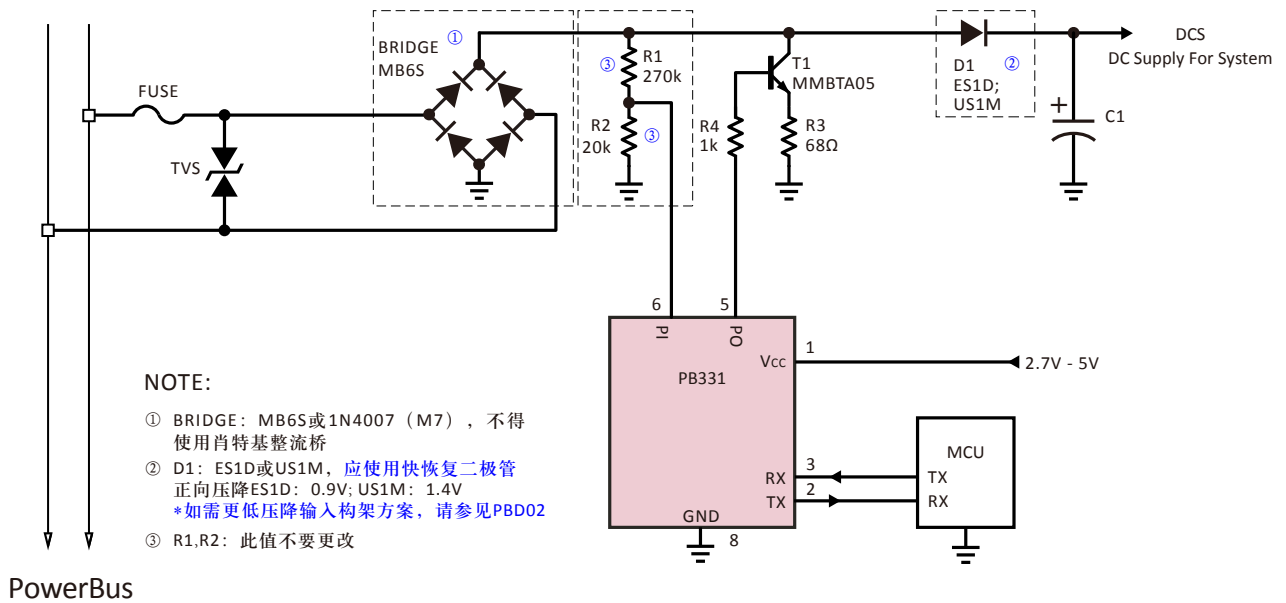 BRIDGE ①
MB6S
FUSE
TVS
③ R1
270k
R2 ③
20k
T1
MMBTA05
R4
1k
R3
68Ω
D1 ②
ES1D;
US1M
+
C1
DCS
DC Supply For System
6
5
PI
PO
1
Vcc
2.7V - 5V
PB331
MCU
3
RX
TX
2
TX
RX
GND
8
NOTE:
① BRIDGE：MB6S或1N4007（M7），不得
使用肖特基整流桥
② D1：ES1D或US1M，应使用快恢复二极管
正向压降ES1D：0.9V; US1M：1.4V
*如需更低压降输入构架方案，请参见PBD02
③ R1,R2：此值不要更改
PowerBus